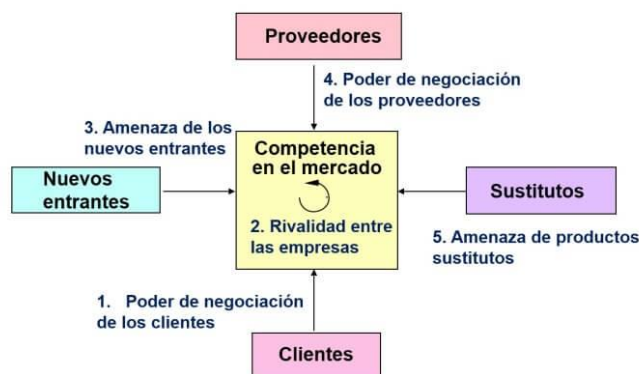 Proveedores
4. Poder de negociación
de los proveedores
3. Amenaza de los
nuevos entrantes
Competencia
en el mercado
Nuevos
entrantes
Sustitutos
2. Rivalidad entre
las empresas
5. Amenaza de productos
sustitutos
1. Poder de negociación
de los clientes
Clientes